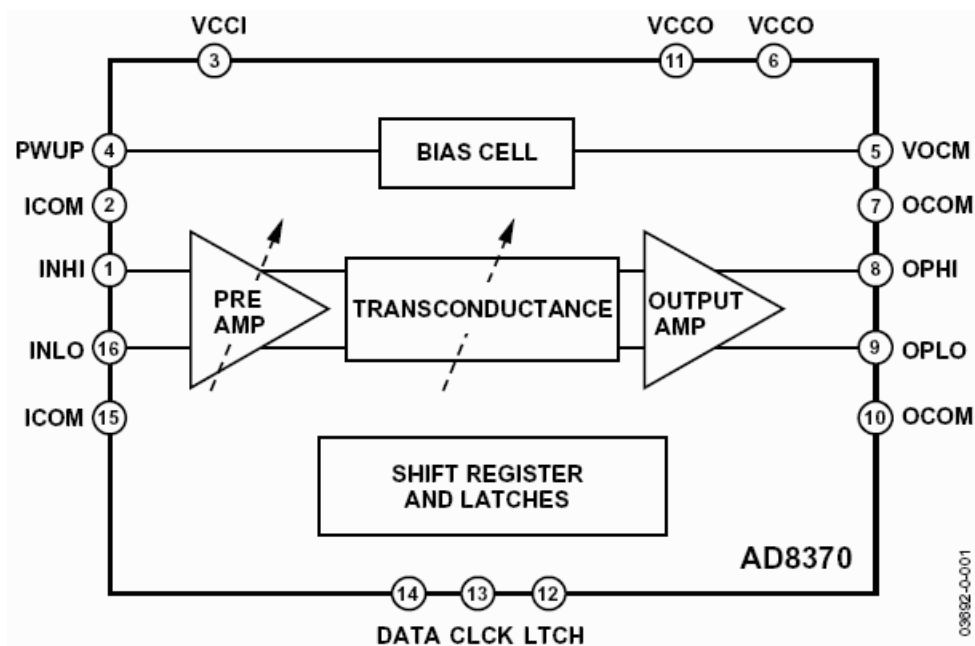 VCCI VCCO VCCO
3 11 6
PWUP 4 BIAS CELL 5 VOCM
ICOM 2 7 OCOM
INHI 1 8 OPHI
PRE AMP
TRANSCONDUCTANCE
OUTPUT AMP
INLO 16 9 OPLO
ICOM 15 10 OCOM
SHIFT REGISTER
AND LATCHES
AD8370
14 13 12
DATA CLCK LTCH
03692-0-001